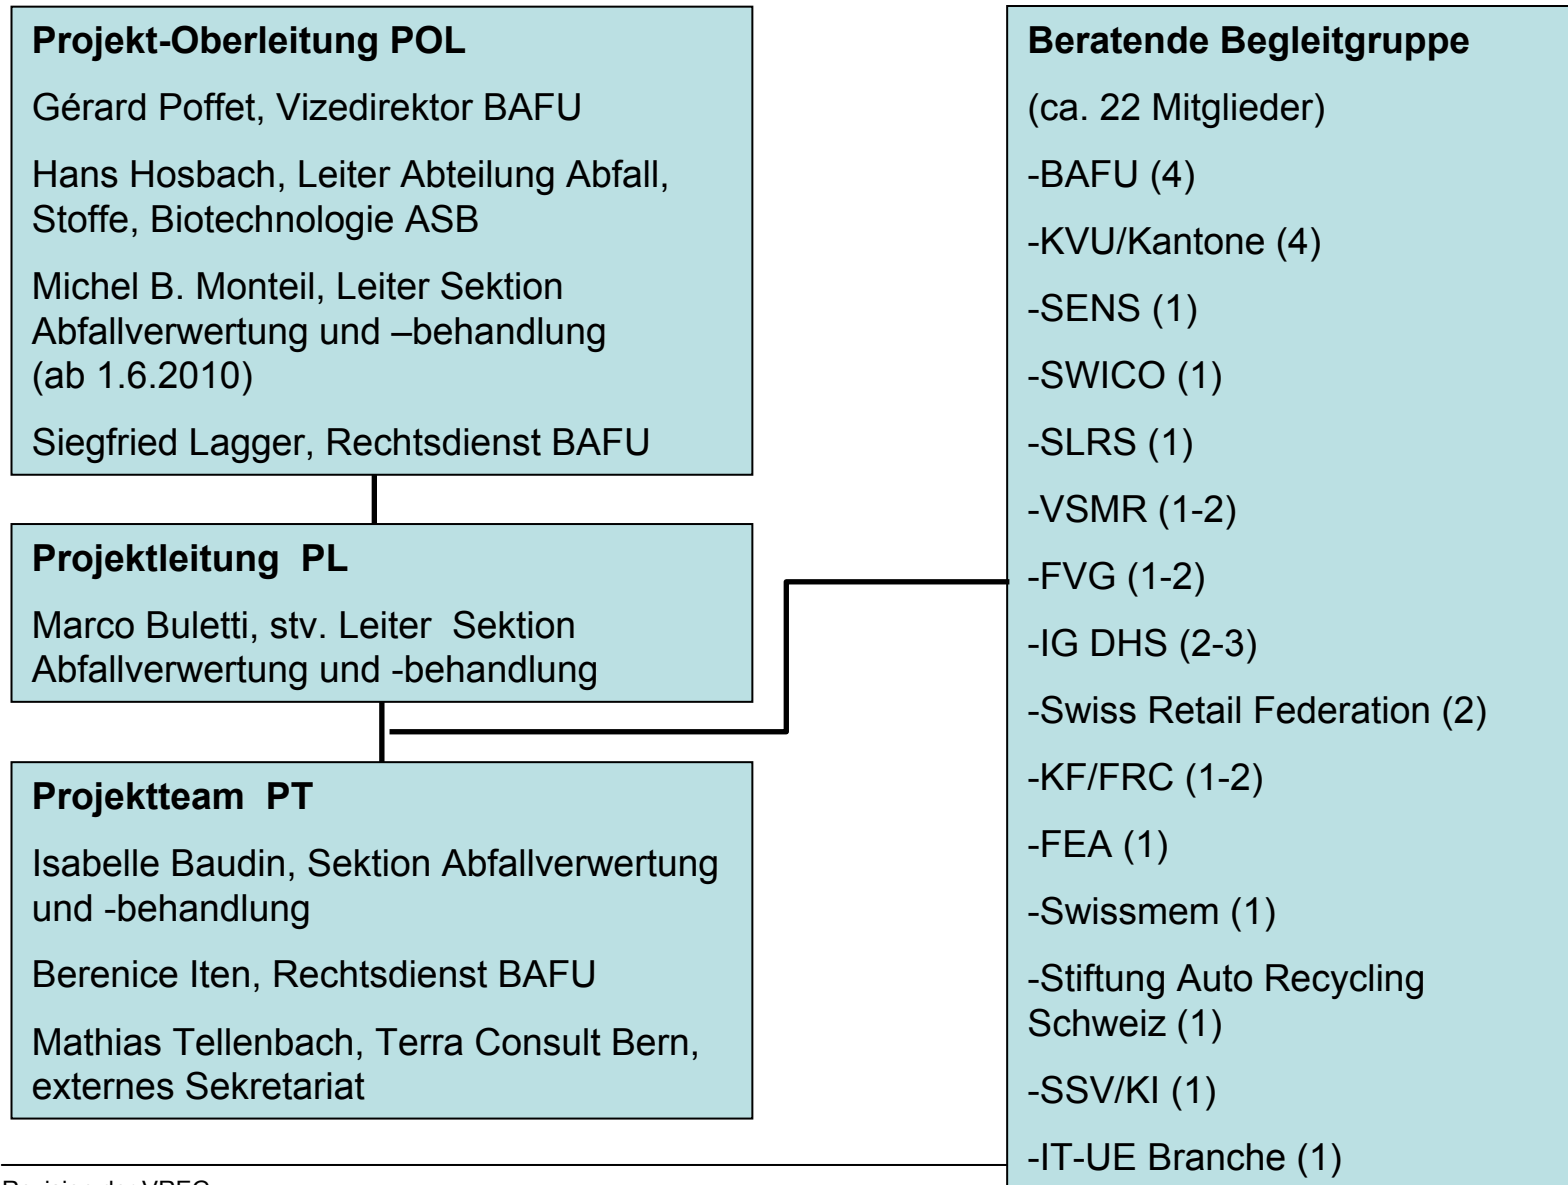 Projekt-Oberleitung POL
Gérard Poffet, Vizedirektor BAFU
Hans Hosbach, Leiter Abteilung Abfall,
Stoffe, Biotechnologie ASB
Michel B. Monteil, Leiter Sektion
Abfallverwertung und –behandlung
(ab 1.6.2010)
Siegfried Lagger, Rechtsdienst BAFU
Projektleitung  PL
Marco Buletti, stv. Leiter  Sektion
Abfallverwertung und -behandlung
Projektteam  PT
Isabelle Baudin, Sektion Abfallverwertung
und -behandlung
Berenice Iten, Rechtsdienst BAFU
Mathias Tellenbach, Terra Consult Bern,
externes Sekretariat
Beratende Begleitgruppe
(ca. 22 Mitglieder)
-BAFU (4)
-KVU/Kantone (4)
-SENS (1)
-SWICO (1)
-SLRS (1)
-VSMR (1-2)
-FVG (1-2)
-IG DHS (2-3)
-Swiss Retail Federation (2)
-KF/FRC (1-2)
-FEA (1)
-Swissmem (1)
-Stiftung Auto Recycling
Schweiz (1)
-SSV/KI (1)
-IT-UE Branche (1)
Revision der VREG